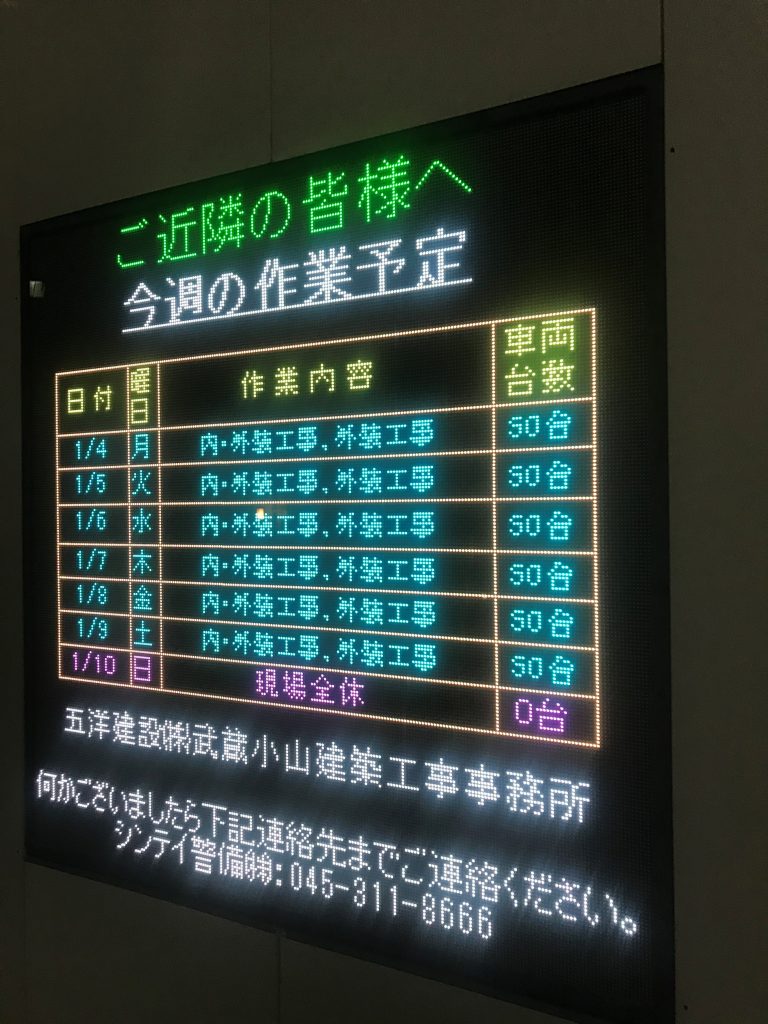 ご近隣の皆様へ
今週の作業予定
日付 曜日 作業内容 車両台数
1/4 月 内・外装工事、外装工事 50台
1/5 火 内・外装工事、外装工事 50台
1/6 水 内・外装工事、外装工事 50台
1/7 木 内・外装工事、外装工事 50台
1/8 金 内・外装工事、外装工事 50台
1/9 土 内・外装工事、外装工事 50台
1/10 日 現場全休 0台
五洋建設㈱武蔵小山建築工事事務所
何かございましたら下記連絡先までご連絡ください。
シンテイ警備㈱:045-311-8666